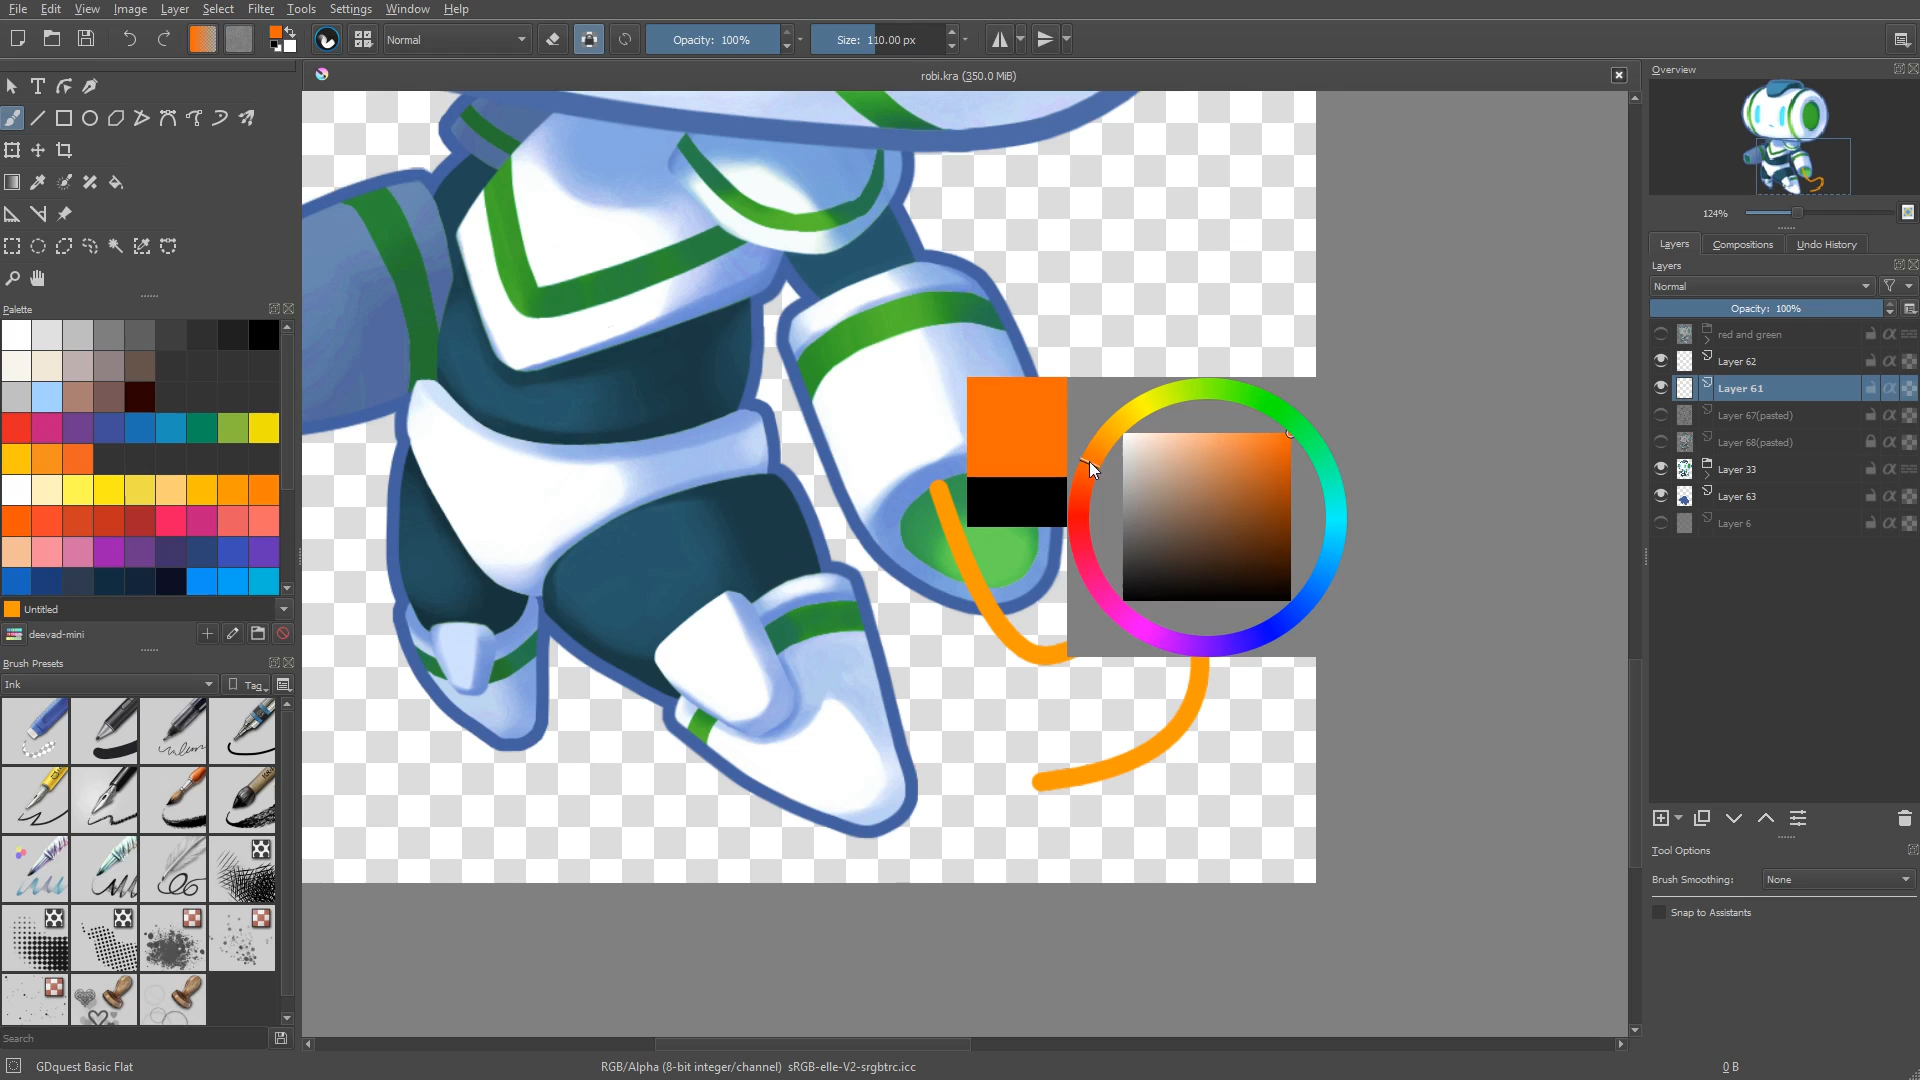 File Edit View Image Layer Select Filter Tools Settings Window Help
Normal Opacity: 100% Size: 110.00 px
robi.kra (350.0 MiB)
Overview
124%
Layers Compositions Undo History
Layers
Normal
Opacity: 100%
red and green
Layer 62
Layer 61
Layer 67(pasted)
Layer 68(pasted)
Layer 33
Layer 63
Layer 6
Tool Options
Brush Smoothing: None
Snap to Assistants
Palette
Untitled
deevad-mini
Brush Presets
Ink Tag
Search
GDquest Basic Flat
RGB/Alpha (8-bit integer/channel) sRGB-elle-V2-srgbtrc.icc
0 B